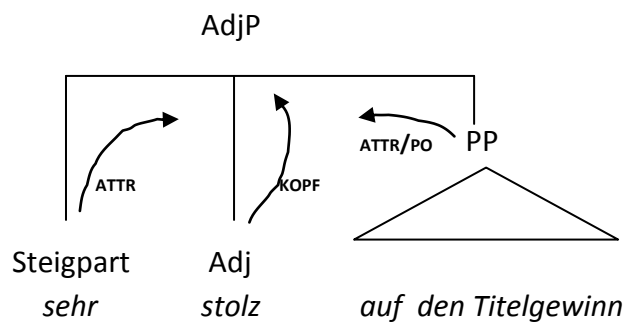 AdjP
ATTR/PO PP
ATTR KOPF
Steigpart Adj
sehr stolz auf den Titelgewinn